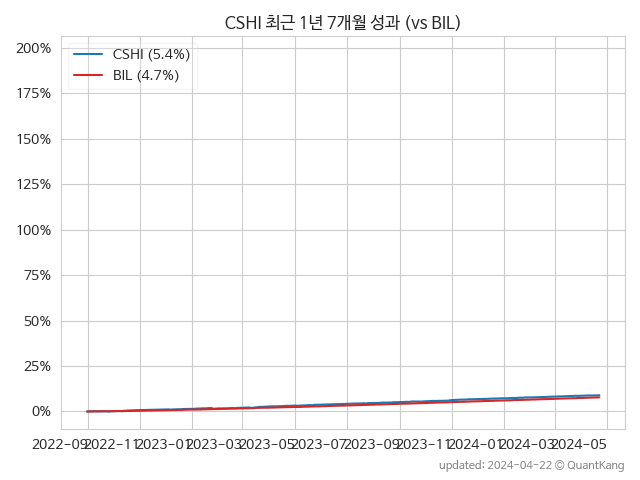 CSHI 최근 1년 7개월 성과 (vs BIL)
CSHI (5.4%)
BIL (4.7%)
200%
175%
150%
125%
100%
75%
50%
25%
0%
2022-09 2022-11 2023-01 2023-03 2023-05 2023-07 2023-09 2023-11 2024-01 2024-03 2024-05
updated: 2024-04-22 © QuantKang